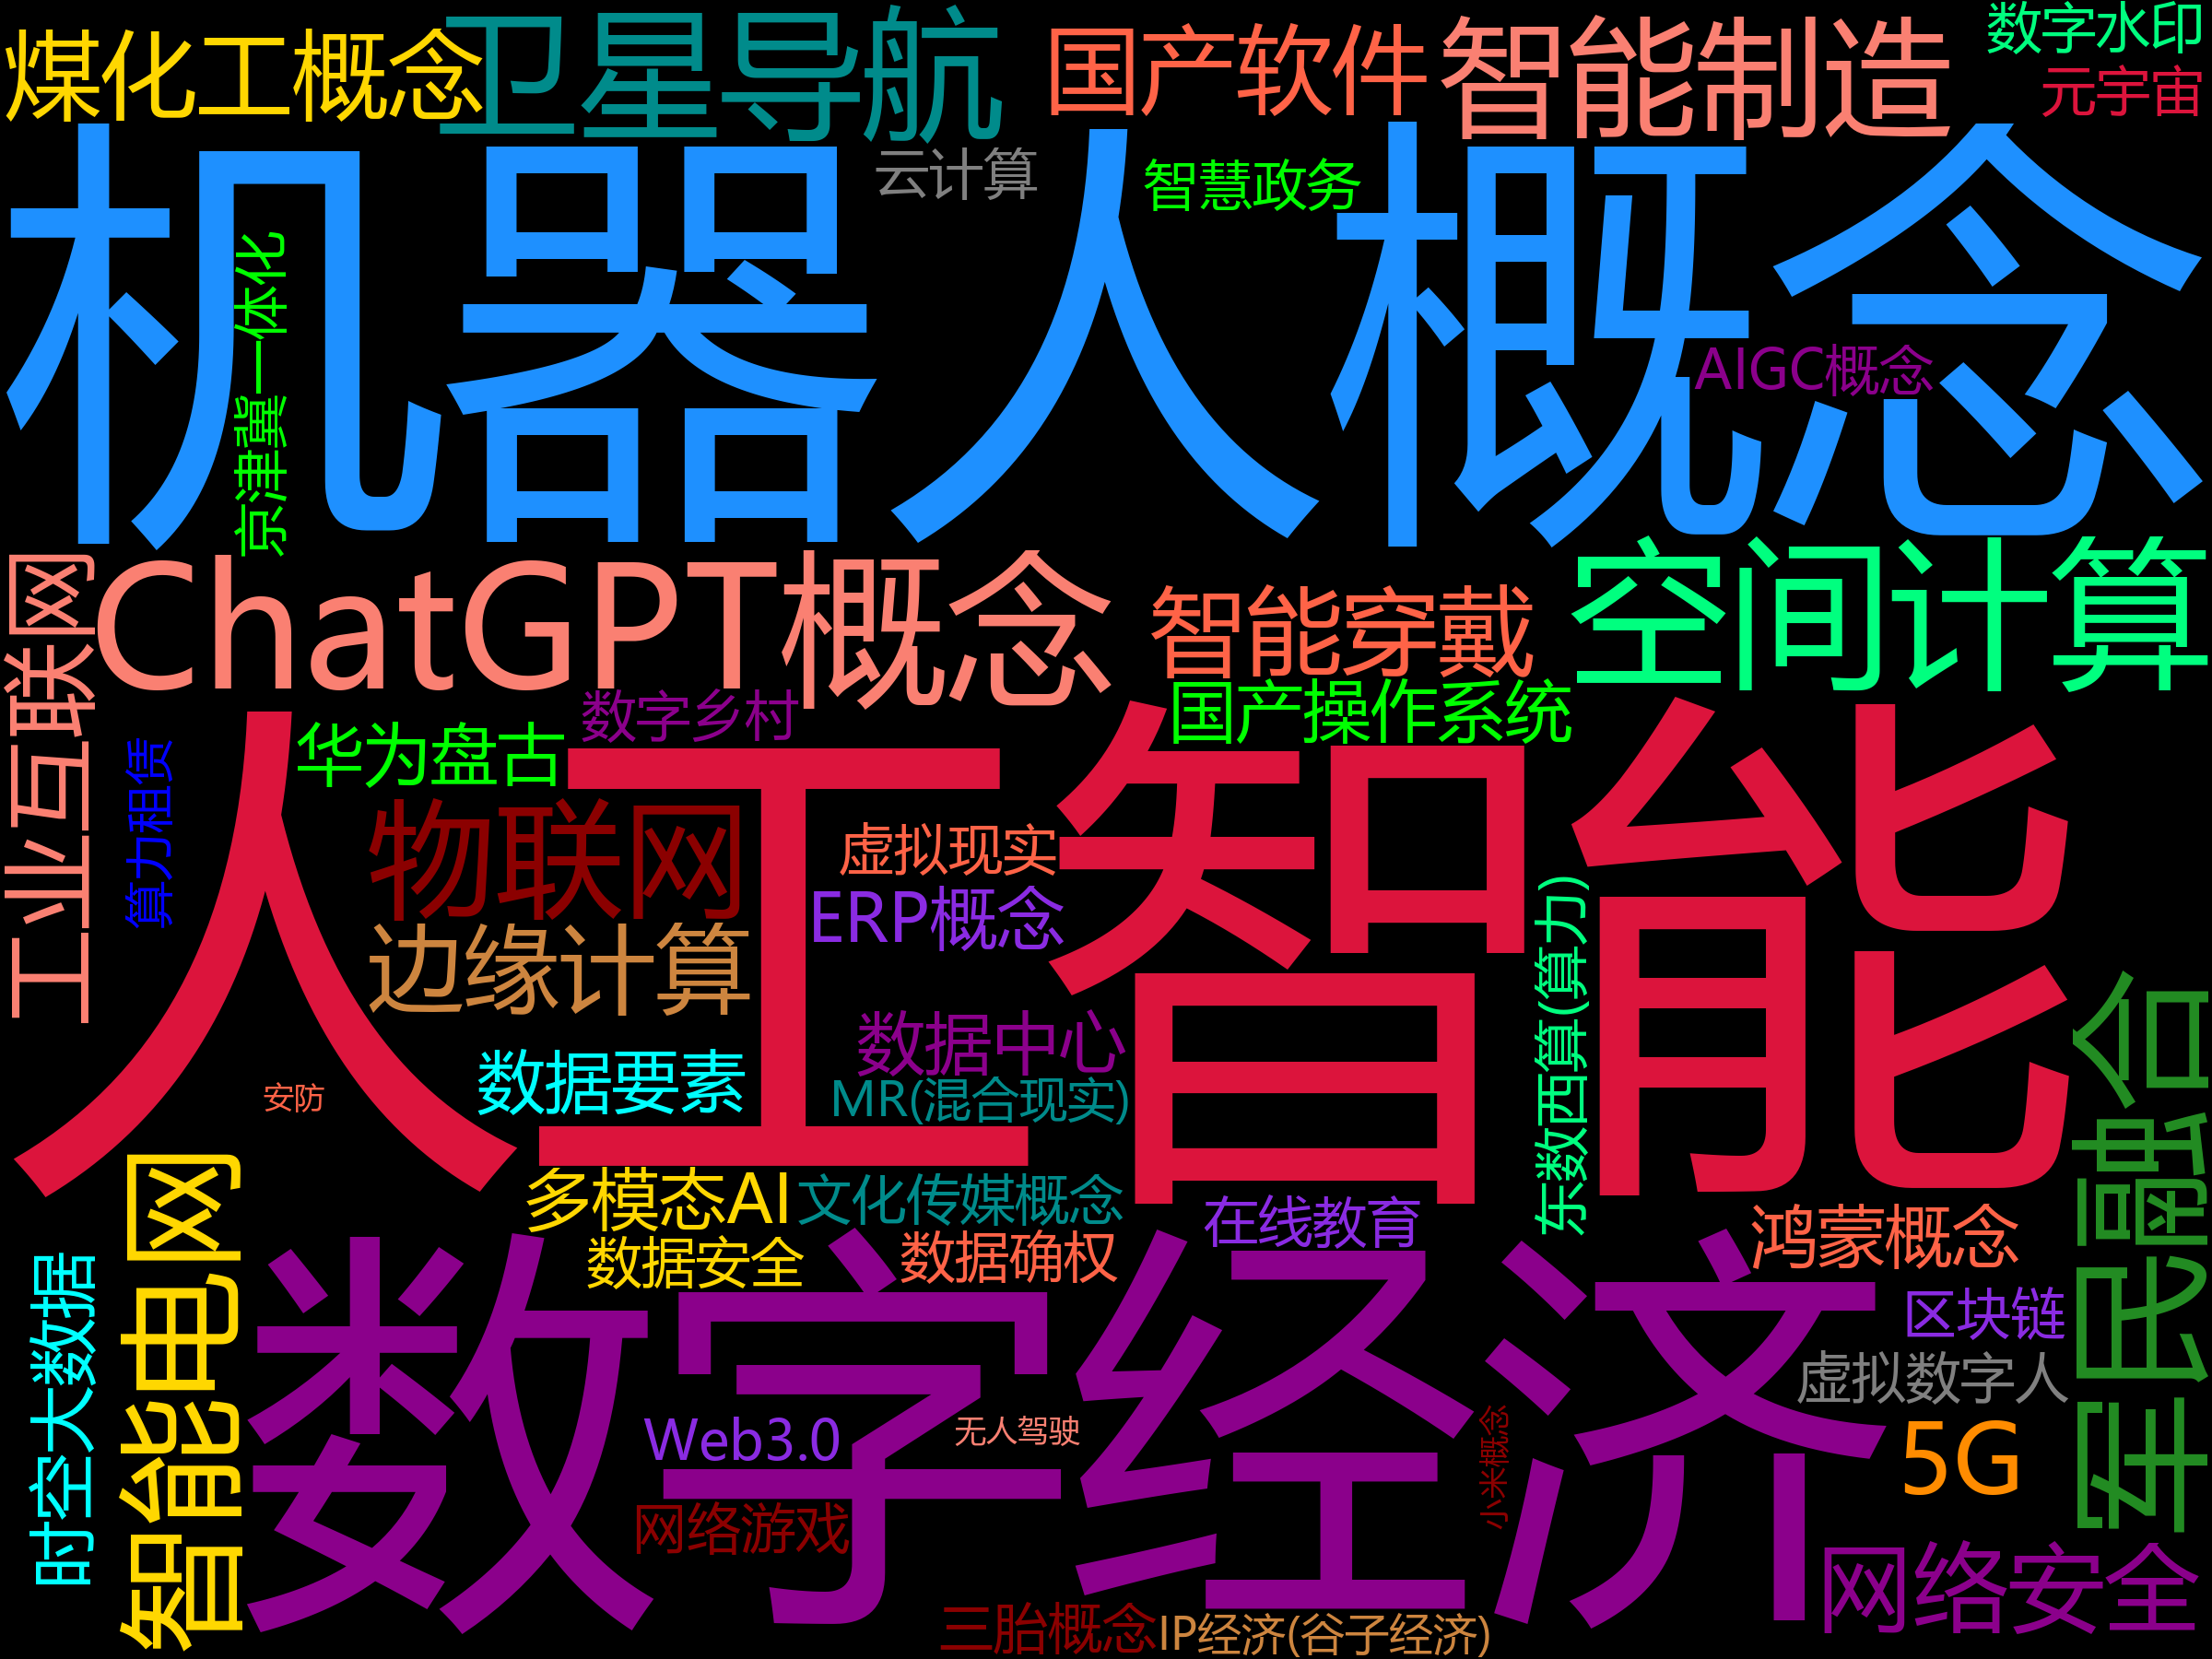 煤化工概念
卫星导航
国产软件
智能制造
数字水印
元宇宙
云计算
智慧政务
机器人概念
京津冀一体化
AIGC概念
工业互联网
ChatGPT概念
智能穿戴
空间计算
国产操作系统
数字乡村
华为盘古
算力租赁
人工智能
物联网
虚拟现实
ERP概念
边缘计算
东数西算(算力)
数据中心
数据要素
MR(混合现实)
安防
军民融合
智能电网
多模态AI
文化传媒概念
在线教育
数据安全
数据确权
鸿蒙概念
时空大数据
数字经济
区块链
虚拟数字人
Web3.0
无人驾驶
小米概念
5G
网络游戏
网络安全
三胎概念
IP经济(谷子经济)